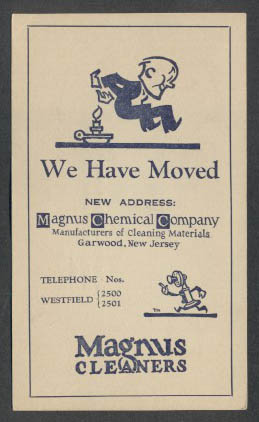 We Have Moved
NEW ADDRESS:
Magnus Chemical Company
Manufacturers of Cleaning Materials
Garwood, New Jersey
TELEPHONE Nos.
WESTFIELD { 2500
2501
Magnus
CLEANERS